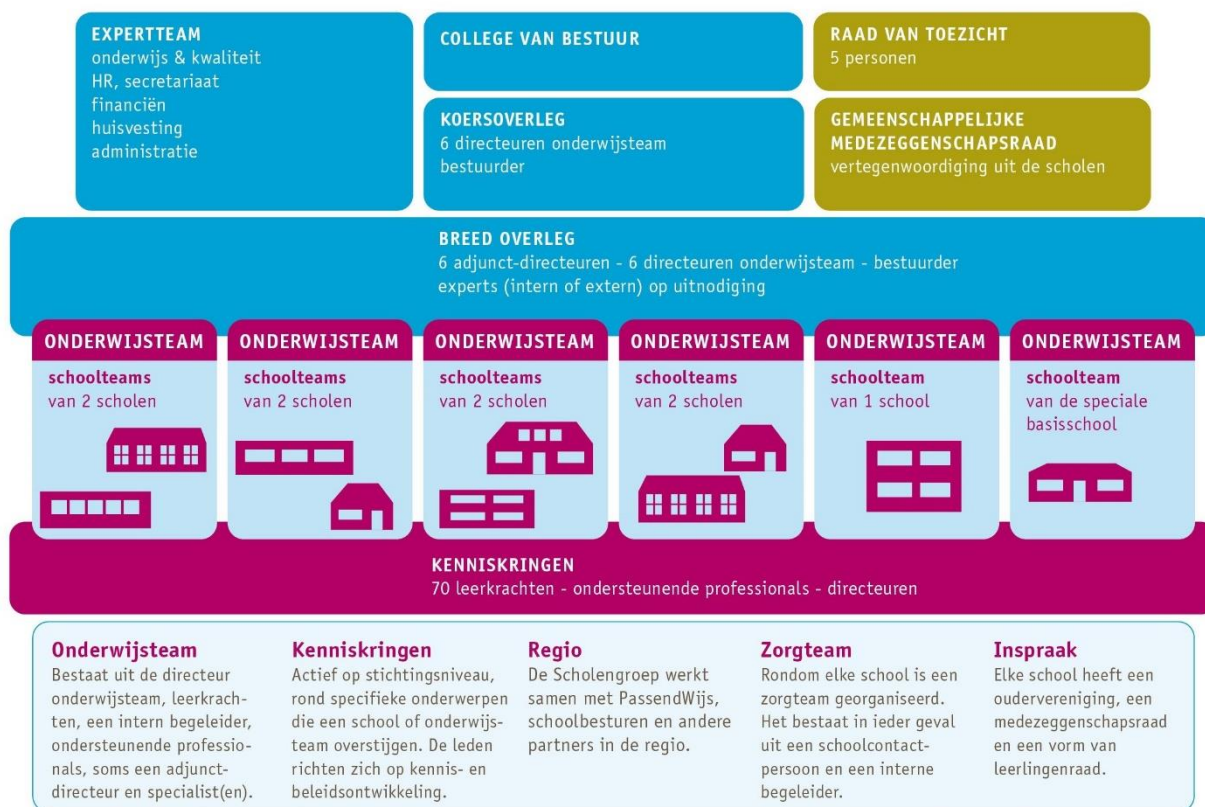 EXPERTTEAM
onderwijs & kwaliteit
HR, secretariaat
financiën
huisvesting
administratie
COLLEGE VAN BESTUUR
KOERSOVERLEG
6 directeuren onderwijsteam
bestuurder
RAAD VAN TOEZICHT
5 personen
GEMEENSCHAPPELIJKE
MEDEZEGGENSCHAPSRAAD
vertegenwoordiging uit de scholen
BREED OVERLEG
6 adjunct-directeuren - 6 directeuren onderwijsteam - bestuurder
experts (intern of extern) op uitnodiging
ONDERWIJSTEAM
schoolteams
van 2 scholen
ONDERWIJSTEAM
schoolteams
van 2 scholen
ONDERWIJSTEAM
schoolteams
van 2 scholen
ONDERWIJSTEAM
schoolteams
van 2 scholen
ONDERWIJSTEAM
schoolteam
van 1 school
ONDERWIJSTEAM
schoolteam
van de speciale
basisschool
KENNISKRINGEN
70 leerkrachten - ondersteunende professionals - directeuren
Onderwijsteam
Bestaat uit de directeur
onderwijsteam, leerkrach-
ten, een intern begeleider,
ondersteunende professio-
nals, soms een adjunct-
directeur en specialist(en).
Kenniskringen
Actief op stichtingsniveau,
rond specifieke onderwerpen
die een school of onderwijs-
team overstijgen. De leden
richten zich op kennis- en
beleidsontwikkeling.
Regio
De Scholengroep werkt
samen met PassendWijs,
schoolbesturen en andere
partners in de regio.
Zorgteam
Rondom elke school is een
zorgteam georganiseerd.
Het bestaat in ieder geval
uit een schoolcontact-
persoon en een interne
begeleider.
Inspraak
Elke school heeft een
oudervereniging, een
medezeggenschapsraad
en een vorm van
leerlingenraad.